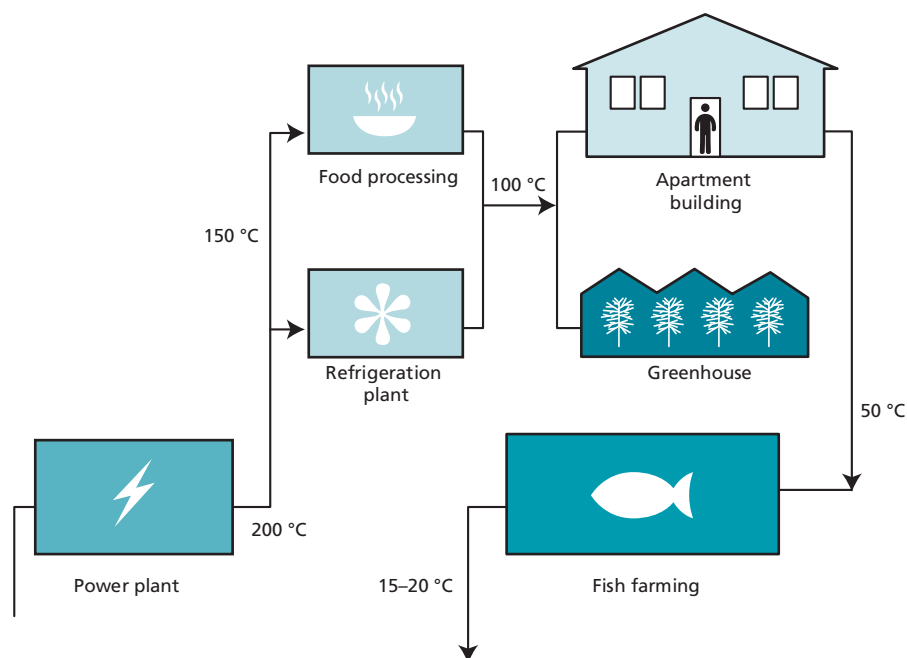 Food processing
100 °C
Apartment
building
150 °C
Refrigeration
plant
Greenhouse
50 °C
200 °C
Power plant
15–20 °C
Fish farming